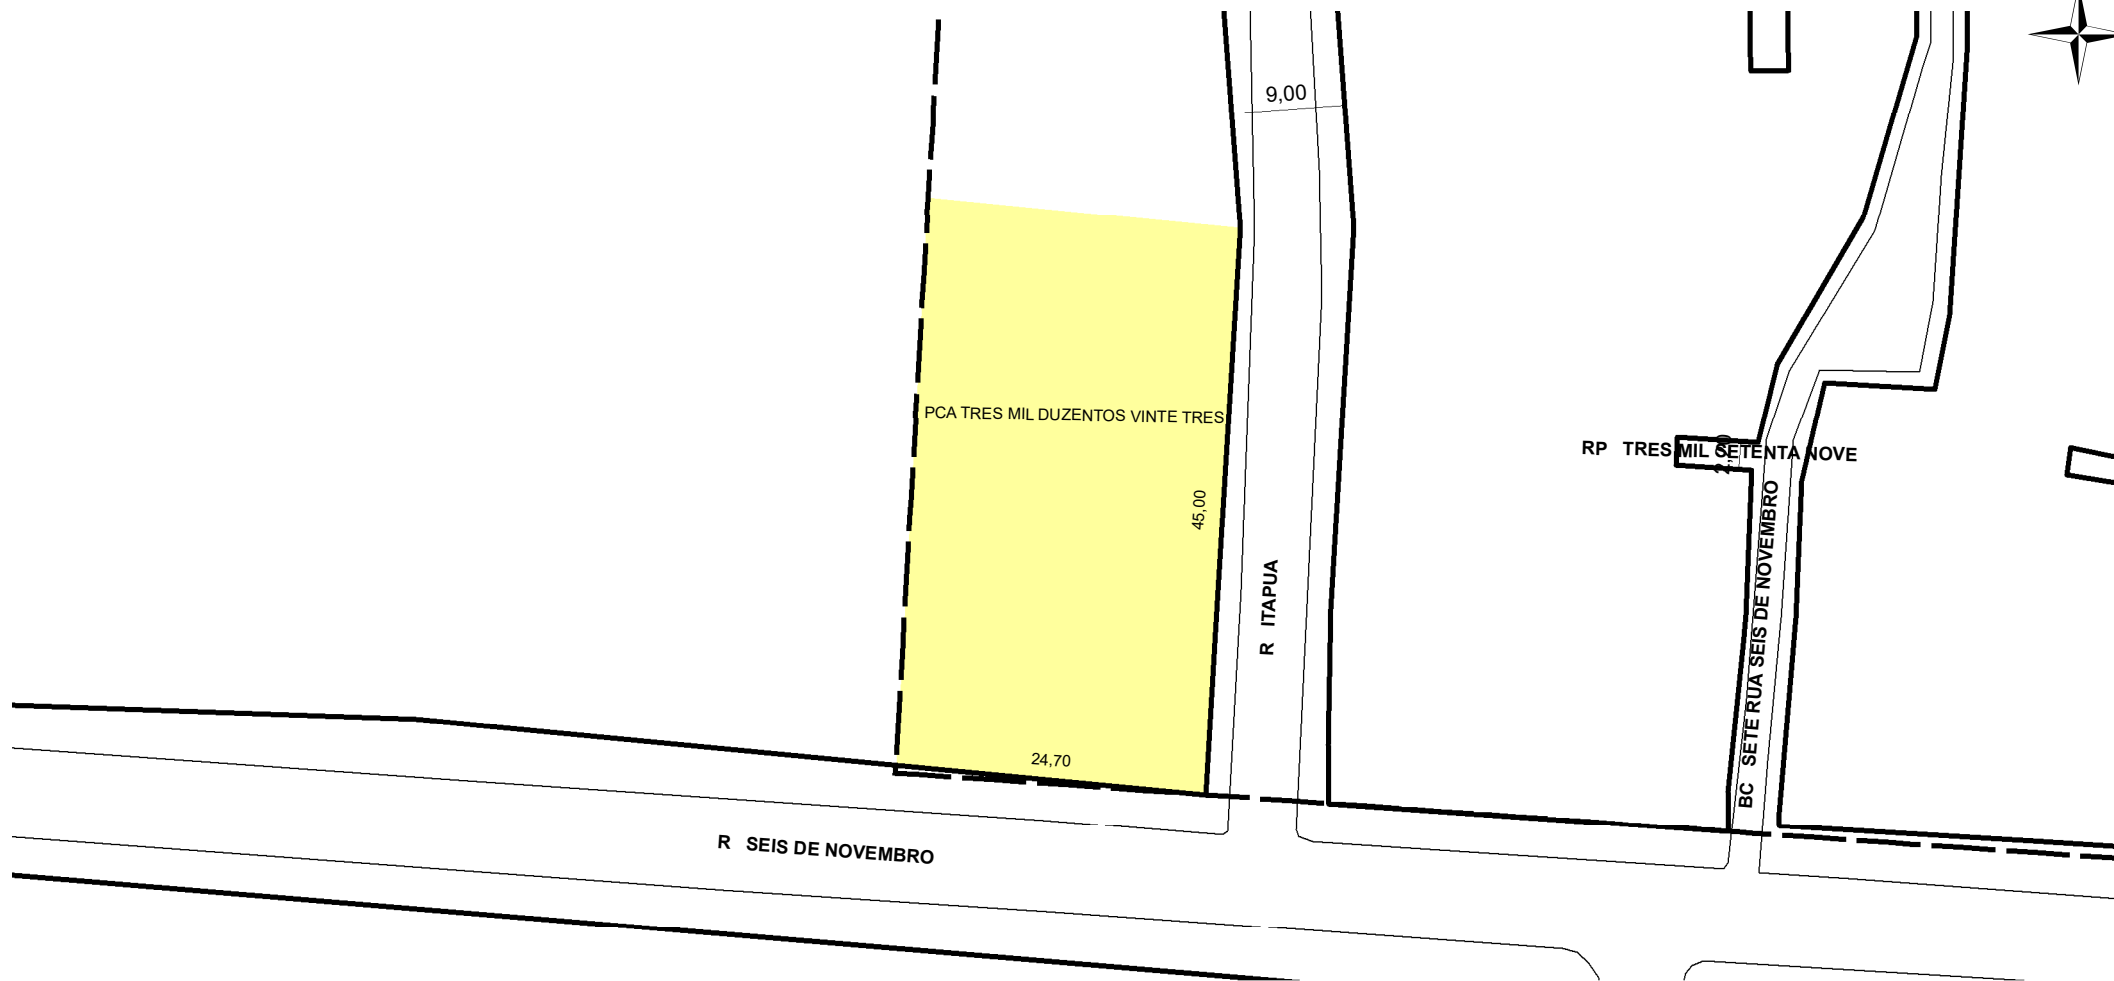 9,00
PCA TRES MIL DUZENTOS VINTE TRES
RP TRES MIL SETENTA NOVE
45,00
R ITAPUA
BC SETE RUA SEIS DE NOVEMBRO
24,70
R SEIS DE NOVEMBRO